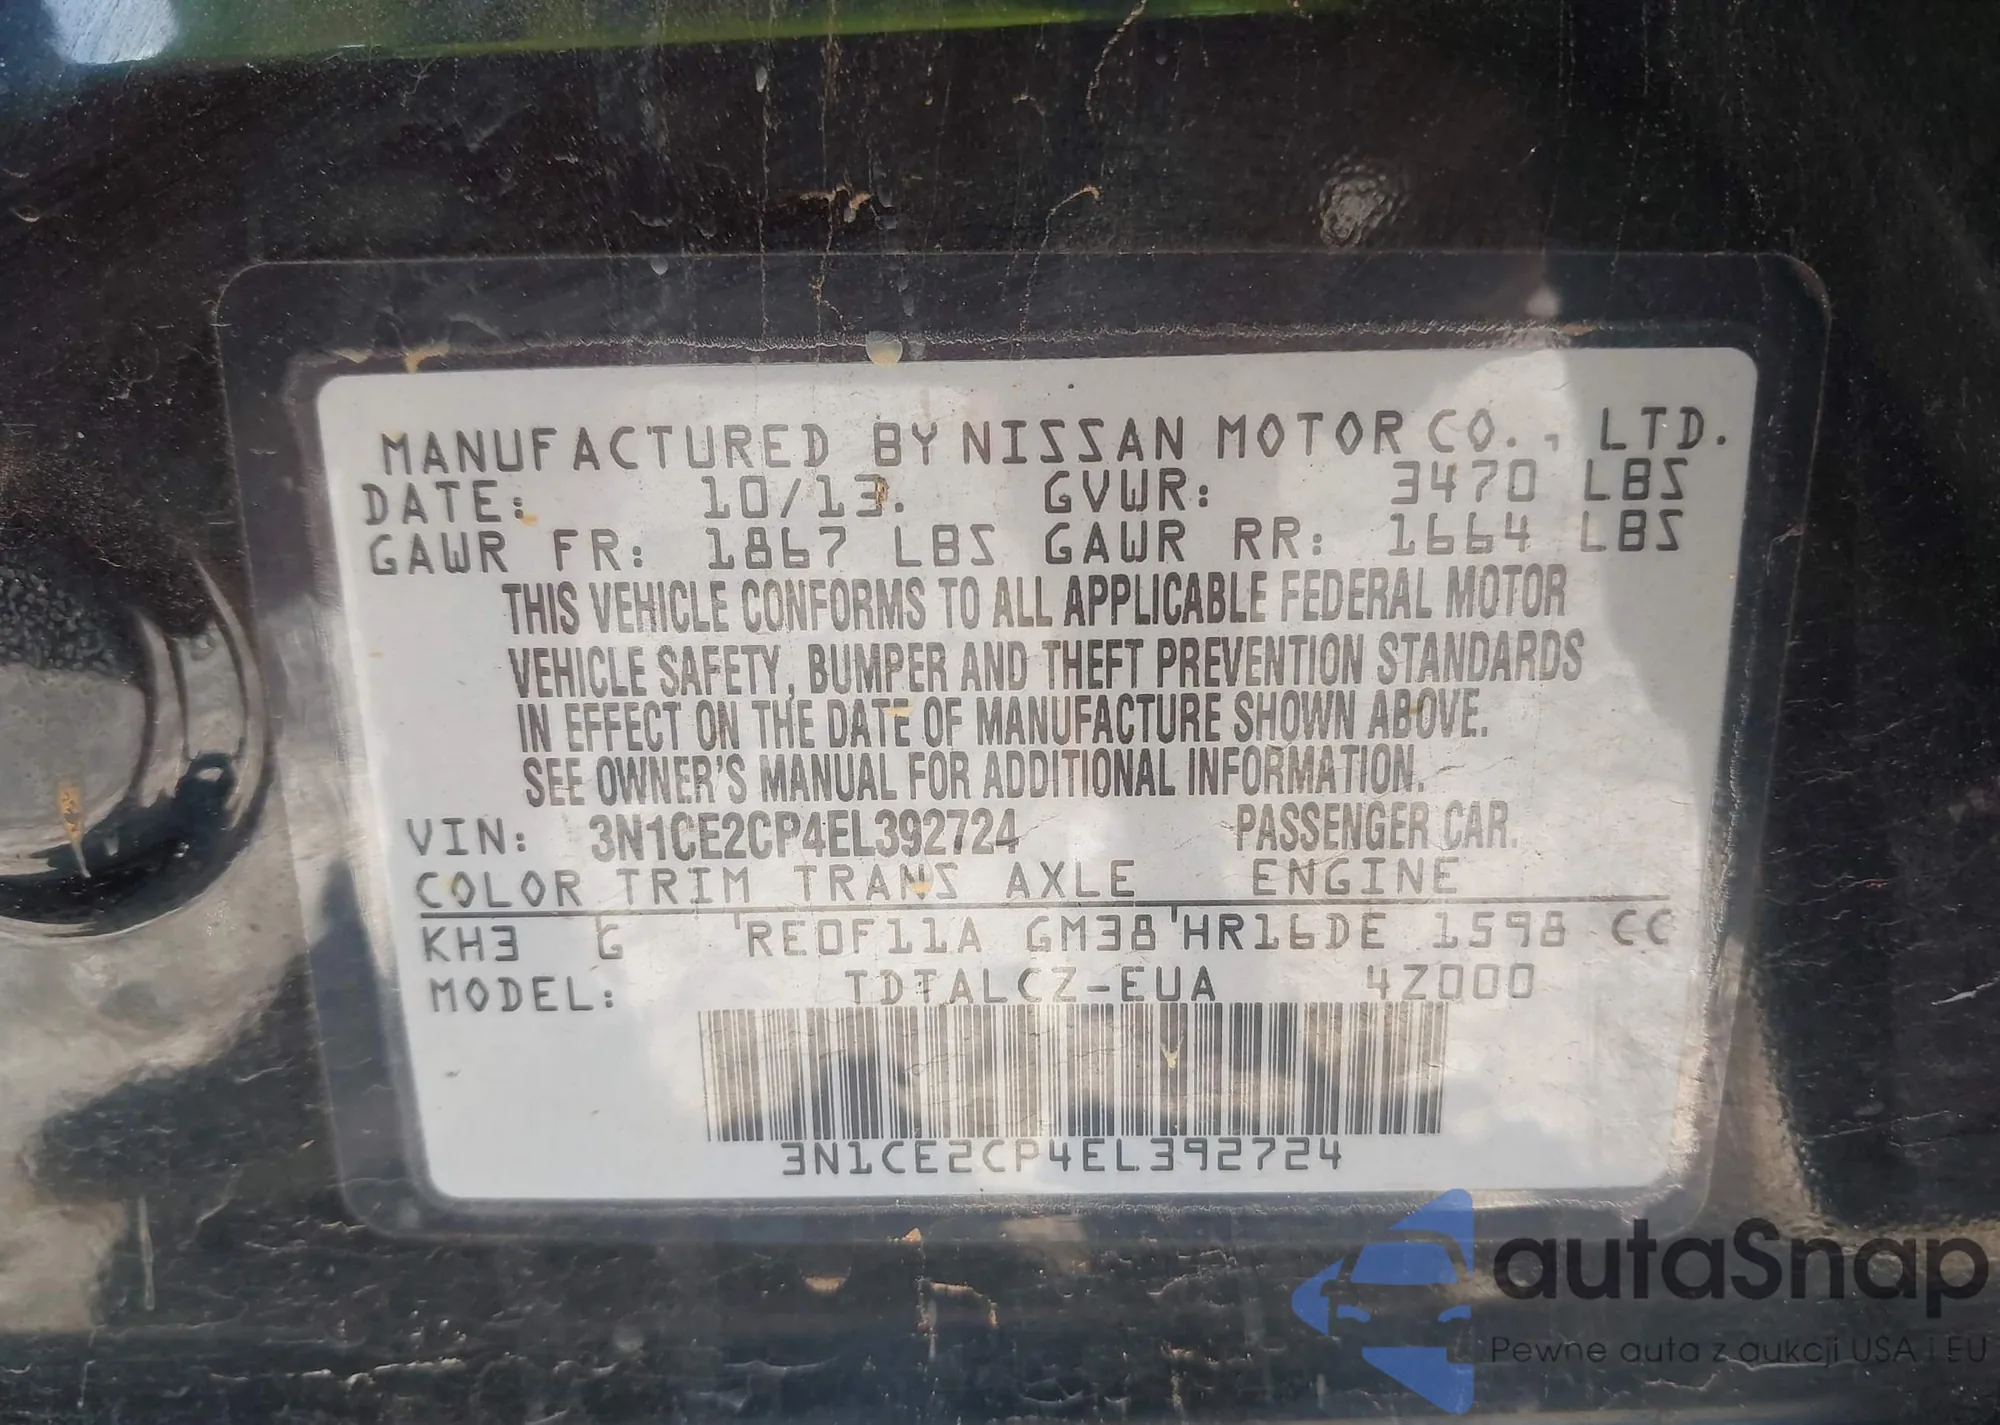 MANUFACTURED BY NISSAN MOTOR CO., LTD.
DATE: 10/13. GVWR: 3470 LBS
GAWR FR: 1867 LBS GAWR RR: 1664 LBS
THIS VEHICLE CONFORMS TO ALL APPLICABLE FEDERAL MOTOR
VEHICLE SAFETY, BUMPER AND THEFT PREVENTION STANDARDS
IN EFFECT ON THE DATE OF MANUFACTURE SHOWN ABOVE.
SEE OWNER'S MANUAL FOR ADDITIONAL INFORMATION.
VIN: 3N1CE2CP4EL392724 PASSENGER CAR.
COLOR TRIM TRANS AXLE ENGINE
KH3 G 'RE0F11A GM38'HR16DE 1598 CC
MODEL: TDTALCZ-EUA 4Z000
3N1CE2CP4EL392724
autaSnap
Pewne auta z aukcji USA i EU